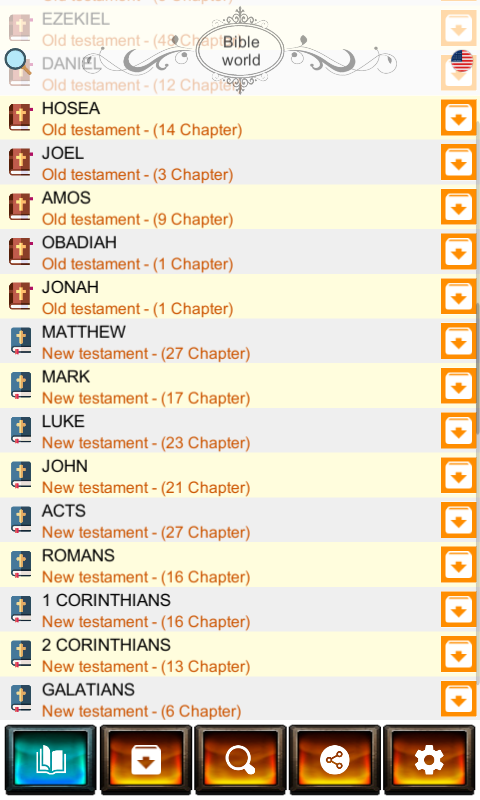 EZEKIEL
Old testament - (48
Bible
world
DANIEL
Old testament - (12 Chapter)
HOSEA
Old testament - (14 Chapter)
JOEL
Old testament - (3 Chapter)
AMOS
Old testament - (9 Chapter)
OBADIAH
Old testament - (1 Chapter)
JONAH
Old testament - (1 Chapter)
MATTHEW
New testament - (27 Chapter)
MARK
New testament - (17 Chapter)
LUKE
New testament - (23 Chapter)
JOHN
New testament - (21 Chapter)
ACTS
New testament - (27 Chapter)
ROMANS
New testament - (16 Chapter)
1 CORINTHIANS
New testament - (16 Chapter)
2 CORINTHIANS
New testament - (13 Chapter)
GALATIANS
New testament - (6 Chapter)